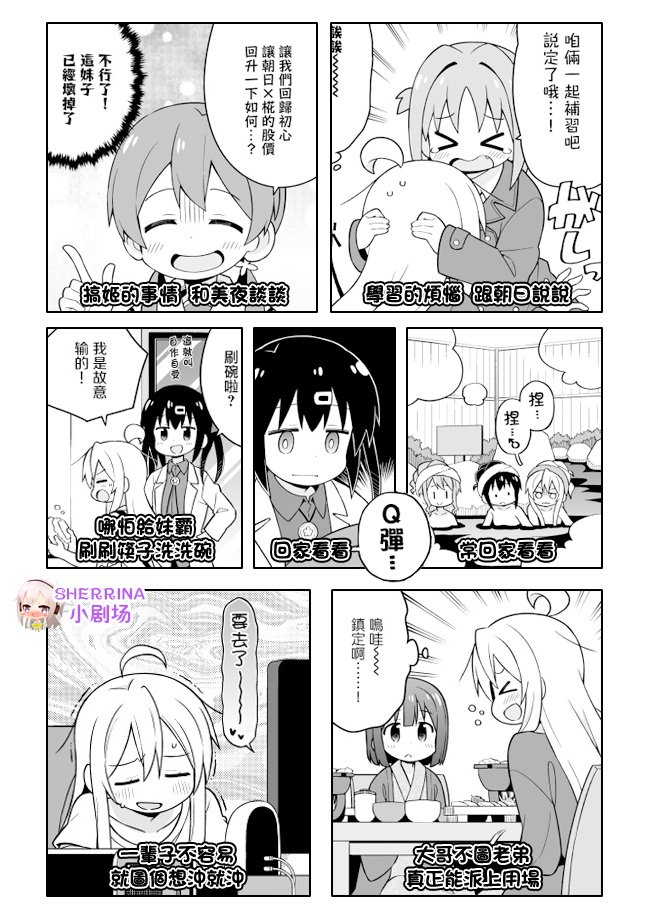 咱倆一起補習吧
說定了哦…！
誒誒〰〰
學習的煩惱 跟朝日說說
讓我們回歸初心
讓朝日×椛的股價
回升一下如何…？
不行了！
這妹子
已經壞掉了
搞姬的事情 和美夜談談
捏…
捏…
常回家看看
Q彈…
回家看看
刷碗啦？
這就叫
自作自受
我是故意
输的！
哪怕給妹霸
刷刷筷子洗洗碗
SHERRINA
小剧场
嗚哇〰〰
鎮定啊……！
大哥不圖老弟
真正能派上用場
要去了〰〰
一輩子不容易
就圖個想沖就沖